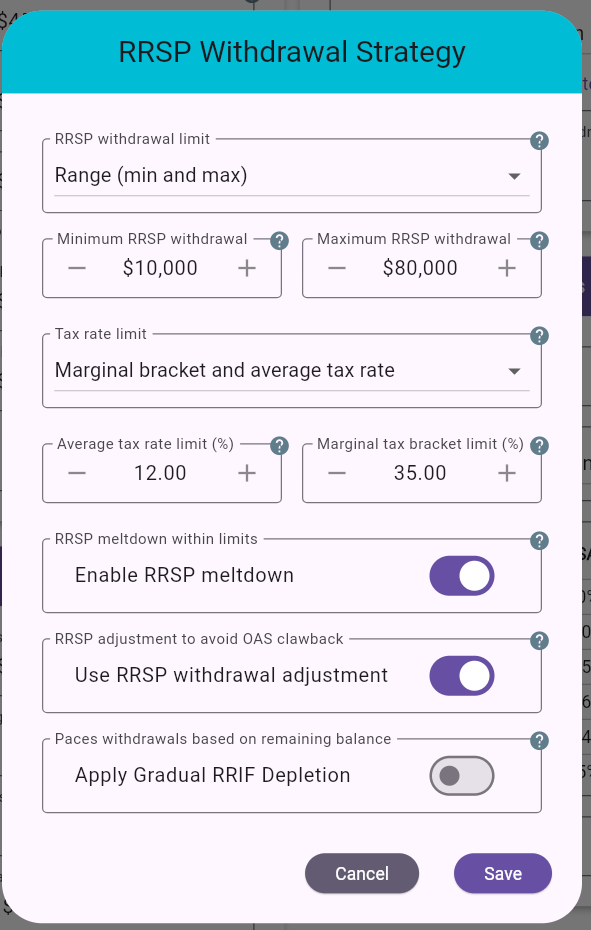 RRSP Withdrawal Strategy
RRSP withdrawal limit
?
Range (min and max)
Minimum RRSP withdrawal
?
Maximum RRSP withdrawal
?
− $10,000 +
− $80,000 +
Tax rate limit
?
Marginal bracket and average tax rate
Average tax rate limit (%)
?
Marginal tax bracket limit (%)
?
− 12.00 +
− 35.00 +
RRSP meltdown within limits
?
Enable RRSP meltdown
RRSP adjustment to avoid OAS clawback
?
Use RRSP withdrawal adjustment
Paces withdrawals based on remaining balance
?
Apply Gradual RRIF Depletion
Cancel
Save